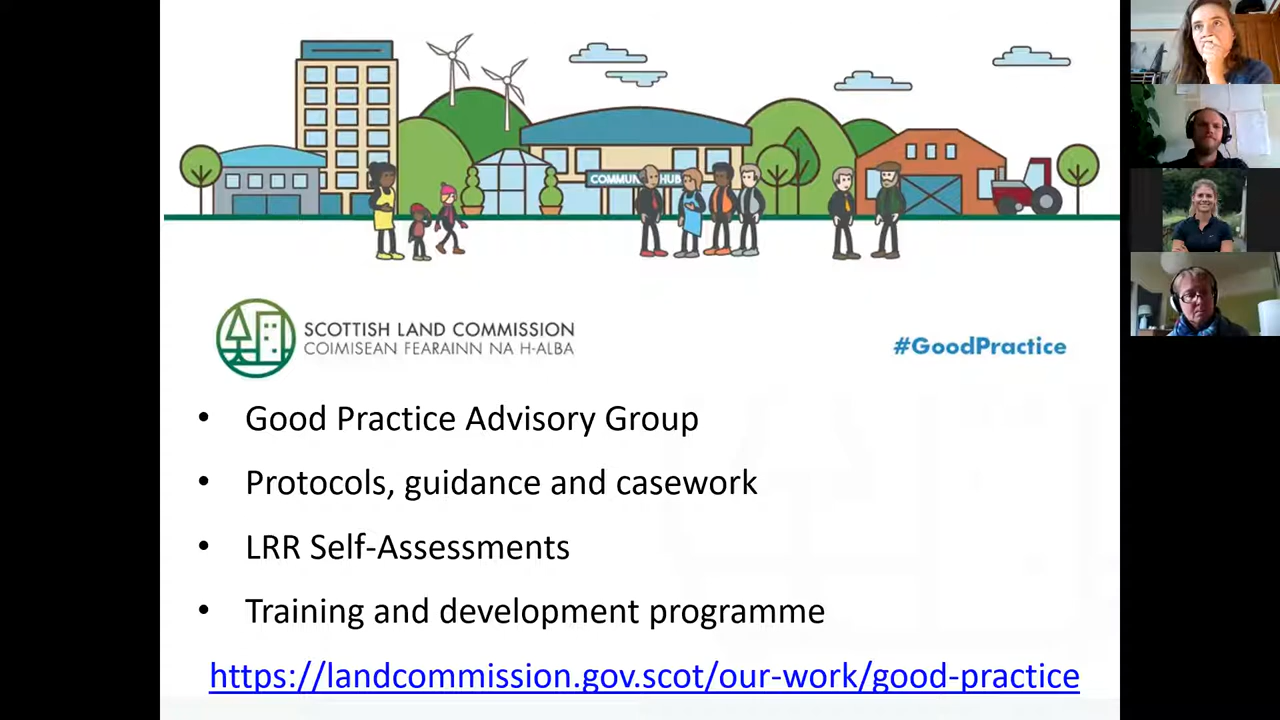 COMMUN HUB
SCOTTISH LAND COMMISSION
COIMISEAN FEARAINN NA H-ALBA
#GoodPractice
• Good Practice Advisory Group
• Protocols, guidance and casework
• LRR Self-Assessments
• Training and development programme
https://landcommission.gov.scot/our-work/good-practice